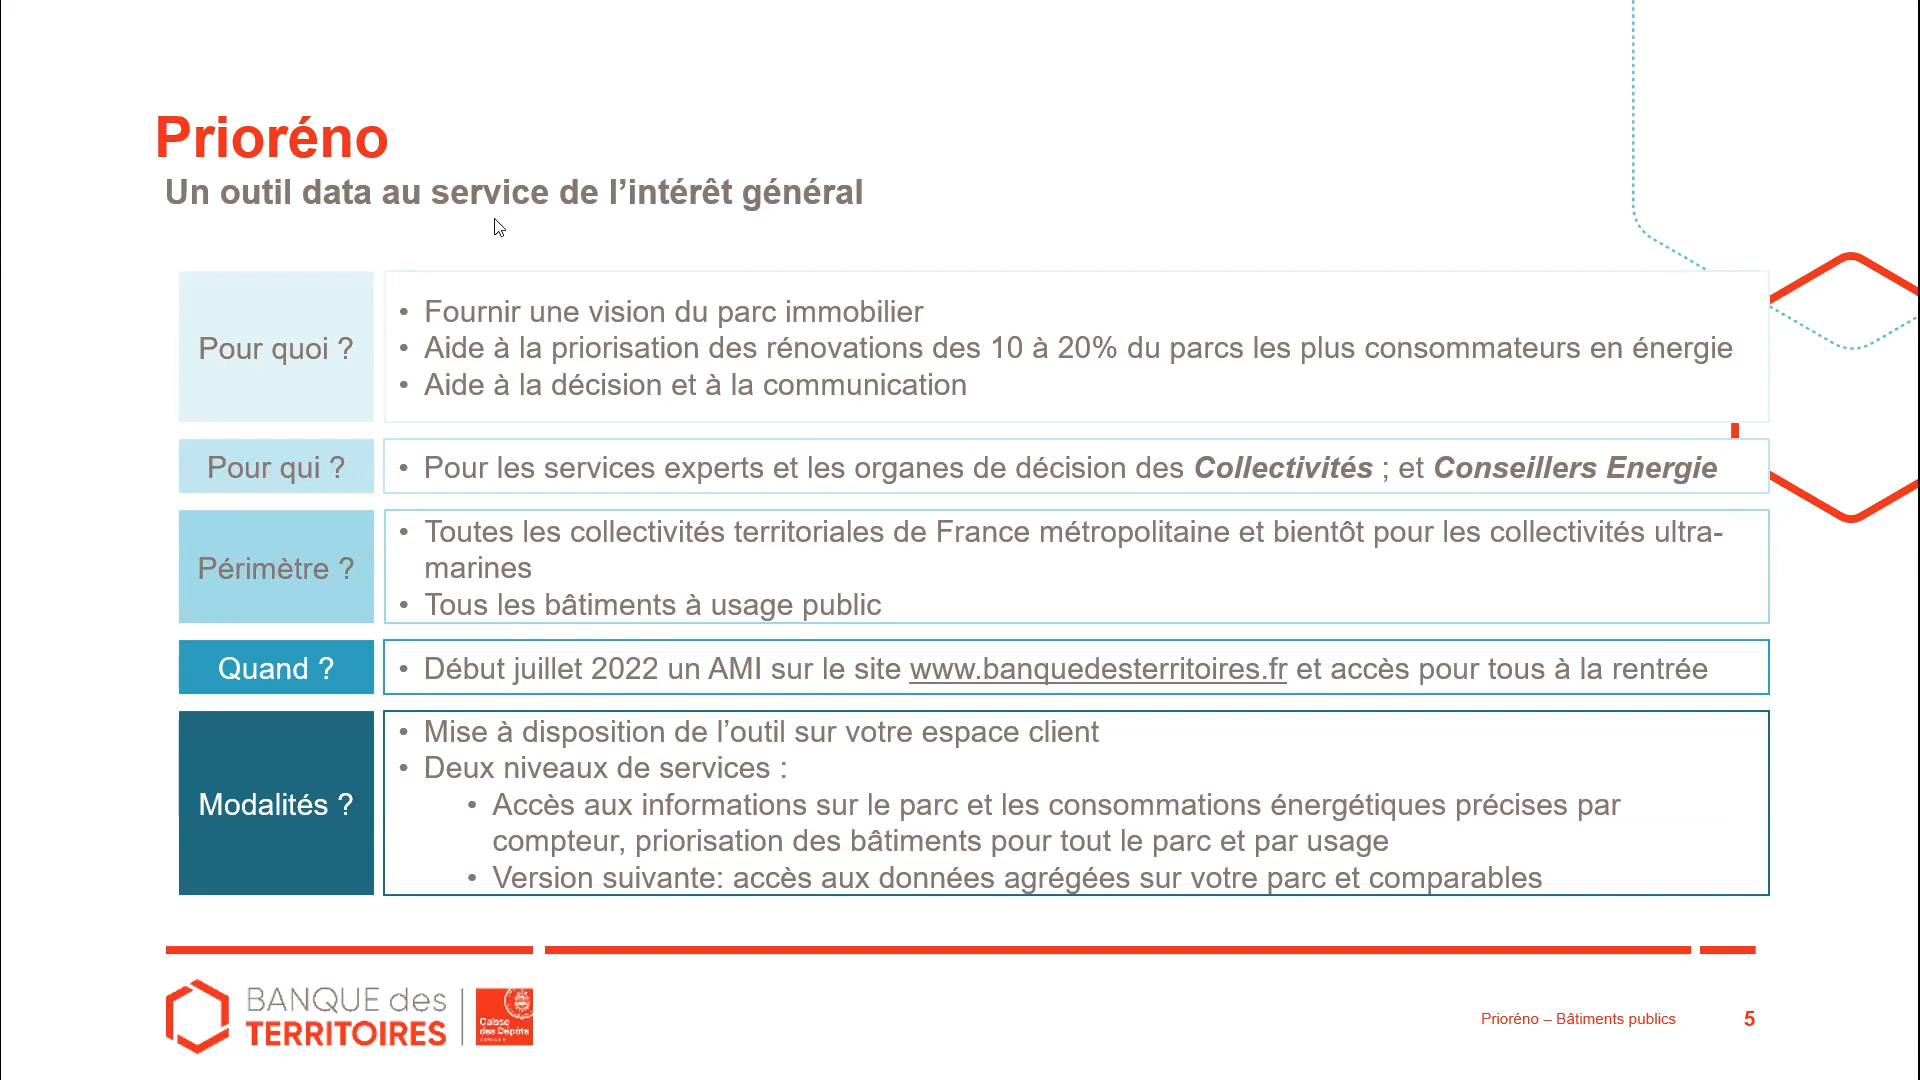 Prioréno
Un outil data au service de l’intérêt général
Pour quoi ?
• Fournir une vision du parc immobilier
• Aide à la priorisation des rénovations des 10 à 20% du parcs les plus consommateurs en énergie
• Aide à la décision et à la communication
Pour qui ?
• Pour les services experts et les organes de décision des Collectivités ; et Conseillers Energie
Périmètre ?
• Toutes les collectivités territoriales de France métropolitaine et bientôt pour les collectivités ultra-
marines
• Tous les bâtiments à usage public
Quand ?
• Début juillet 2022 un AMI sur le site www.banquedesterritoires.fr et accès pour tous à la rentrée
Modalités ?
• Mise à disposition de l’outil sur votre espace client
• Deux niveaux de services :
• Accès aux informations sur le parc et les consommations énergétiques précises par
compteur, priorisation des bâtiments pour tout le parc et par usage
• Version suivante: accès aux données agrégées sur votre parc et comparables
BANQUE des
TERRITOIRES
Caisse
des Dépôts
Prioréno – Bâtiments publics
5